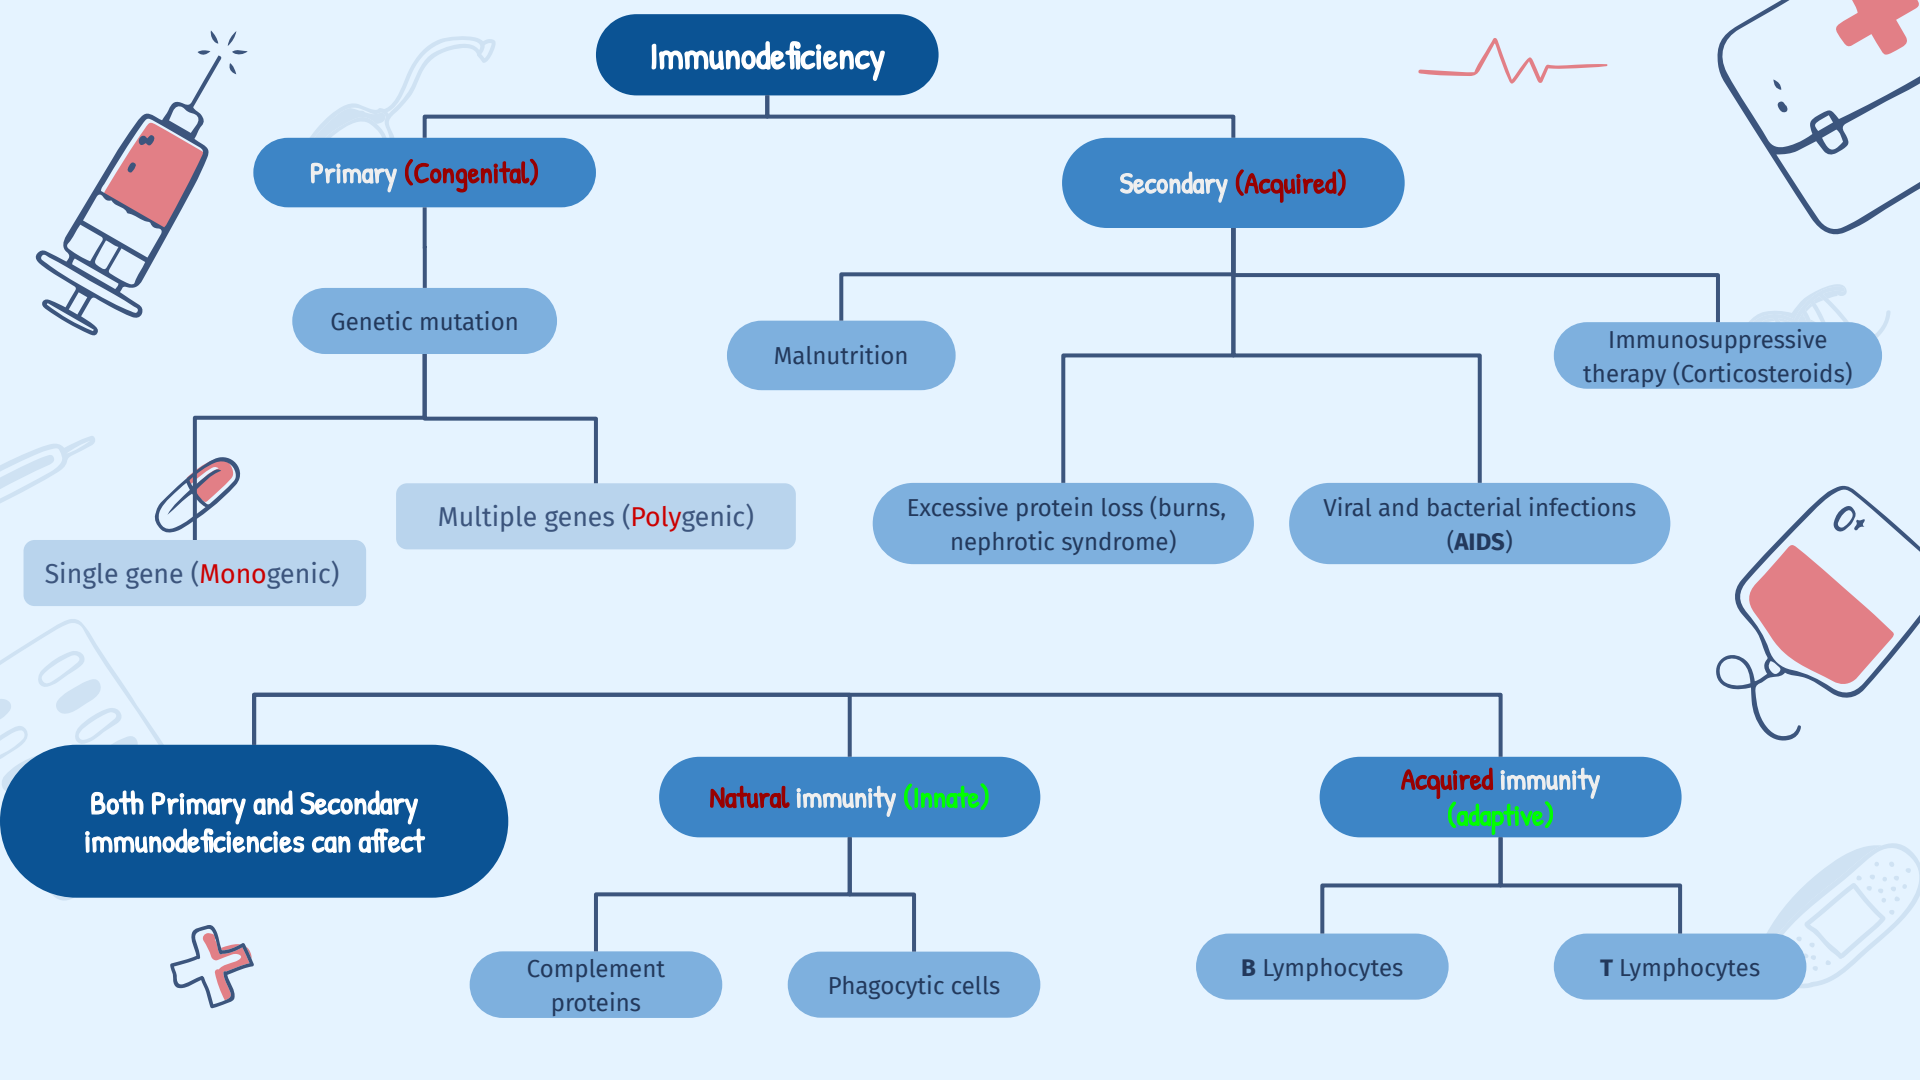 Immunodeficiency
Primary (Congenital)
Secondary (Acquired)
Genetic mutation
Malnutrition
Immunosuppressive
therapy (Corticosteroids)
Multiple genes (Polygenic)
Excessive protein loss (burns,
nephrotic syndrome)
Viral and bacterial infections
(AIDS)
Single gene (Monogenic)
O+
Both Primary and Secondary
immunodeficiencies can affect
Natural immunity (Innate)
Acquired immunity
(adaptive)
Complement
proteins
Phagocytic cells
B Lymphocytes
T Lymphocytes